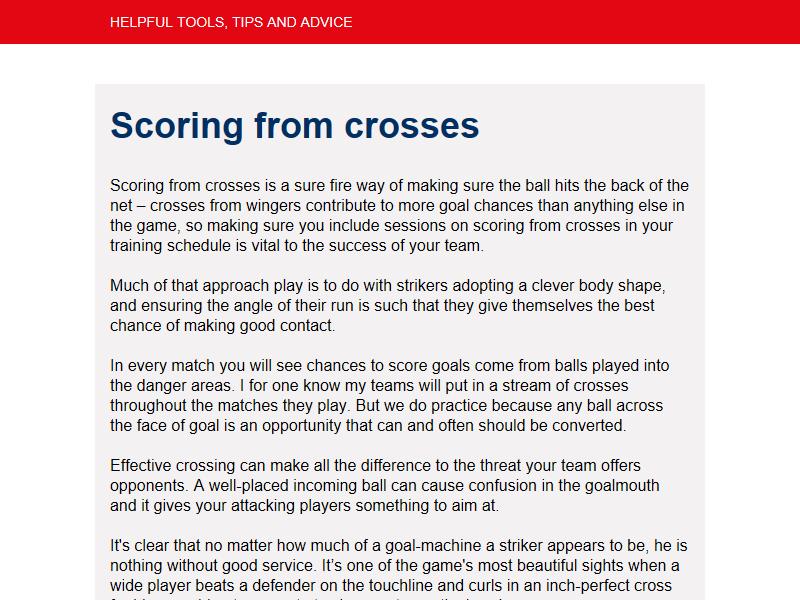 HELPFUL TOOLS, TIPS AND ADVICE
Scoring from crosses
Scoring from crosses is a sure fire way of making sure the ball hits the back of the
net – crosses from wingers contribute to more goal chances than anything else in
the game, so making sure you include sessions on scoring from crosses in your
training schedule is vital to the success of your team.
Much of that approach play is to do with strikers adopting a clever body shape,
and ensuring the angle of their run is such that they give themselves the best
chance of making good contact.
In every match you will see chances to score goals come from balls played into
the danger areas. I for one know my teams will put in a stream of crosses
throughout the matches they play. But we do practice because any ball across
the face of goal is an opportunity that can and often should be converted.
Effective crossing can make all the difference to the threat your team offers
opponents. A well-placed incoming ball can cause confusion in the goalmouth
and it gives your attacking players something to aim at.
It's clear that no matter how much of a goal-machine a striker appears to be, he is
nothing without good service. It’s one of the game's most beautiful sights when a
wide player beats a defender on the touchline and curls in an inch-perfect cross